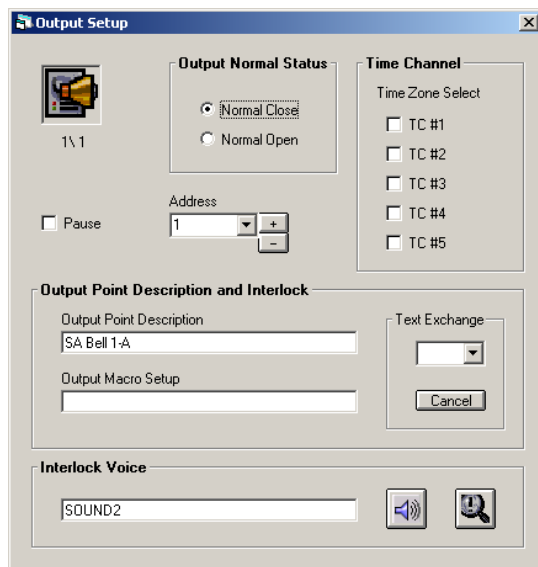 Output Setup
1\ 1
Output Normal Status
Normal Close
Normal Open
Time Channel
Time Zone Select
TC #1
TC #2
TC #3
TC #4
TC #5
Pause
Address
1
+
-
Output Point Description and Interlock
Output Point Description
SA Bell 1-A
Output Macro Setup
Text Exchange
Cancel
Interlock Voice
SOUND2